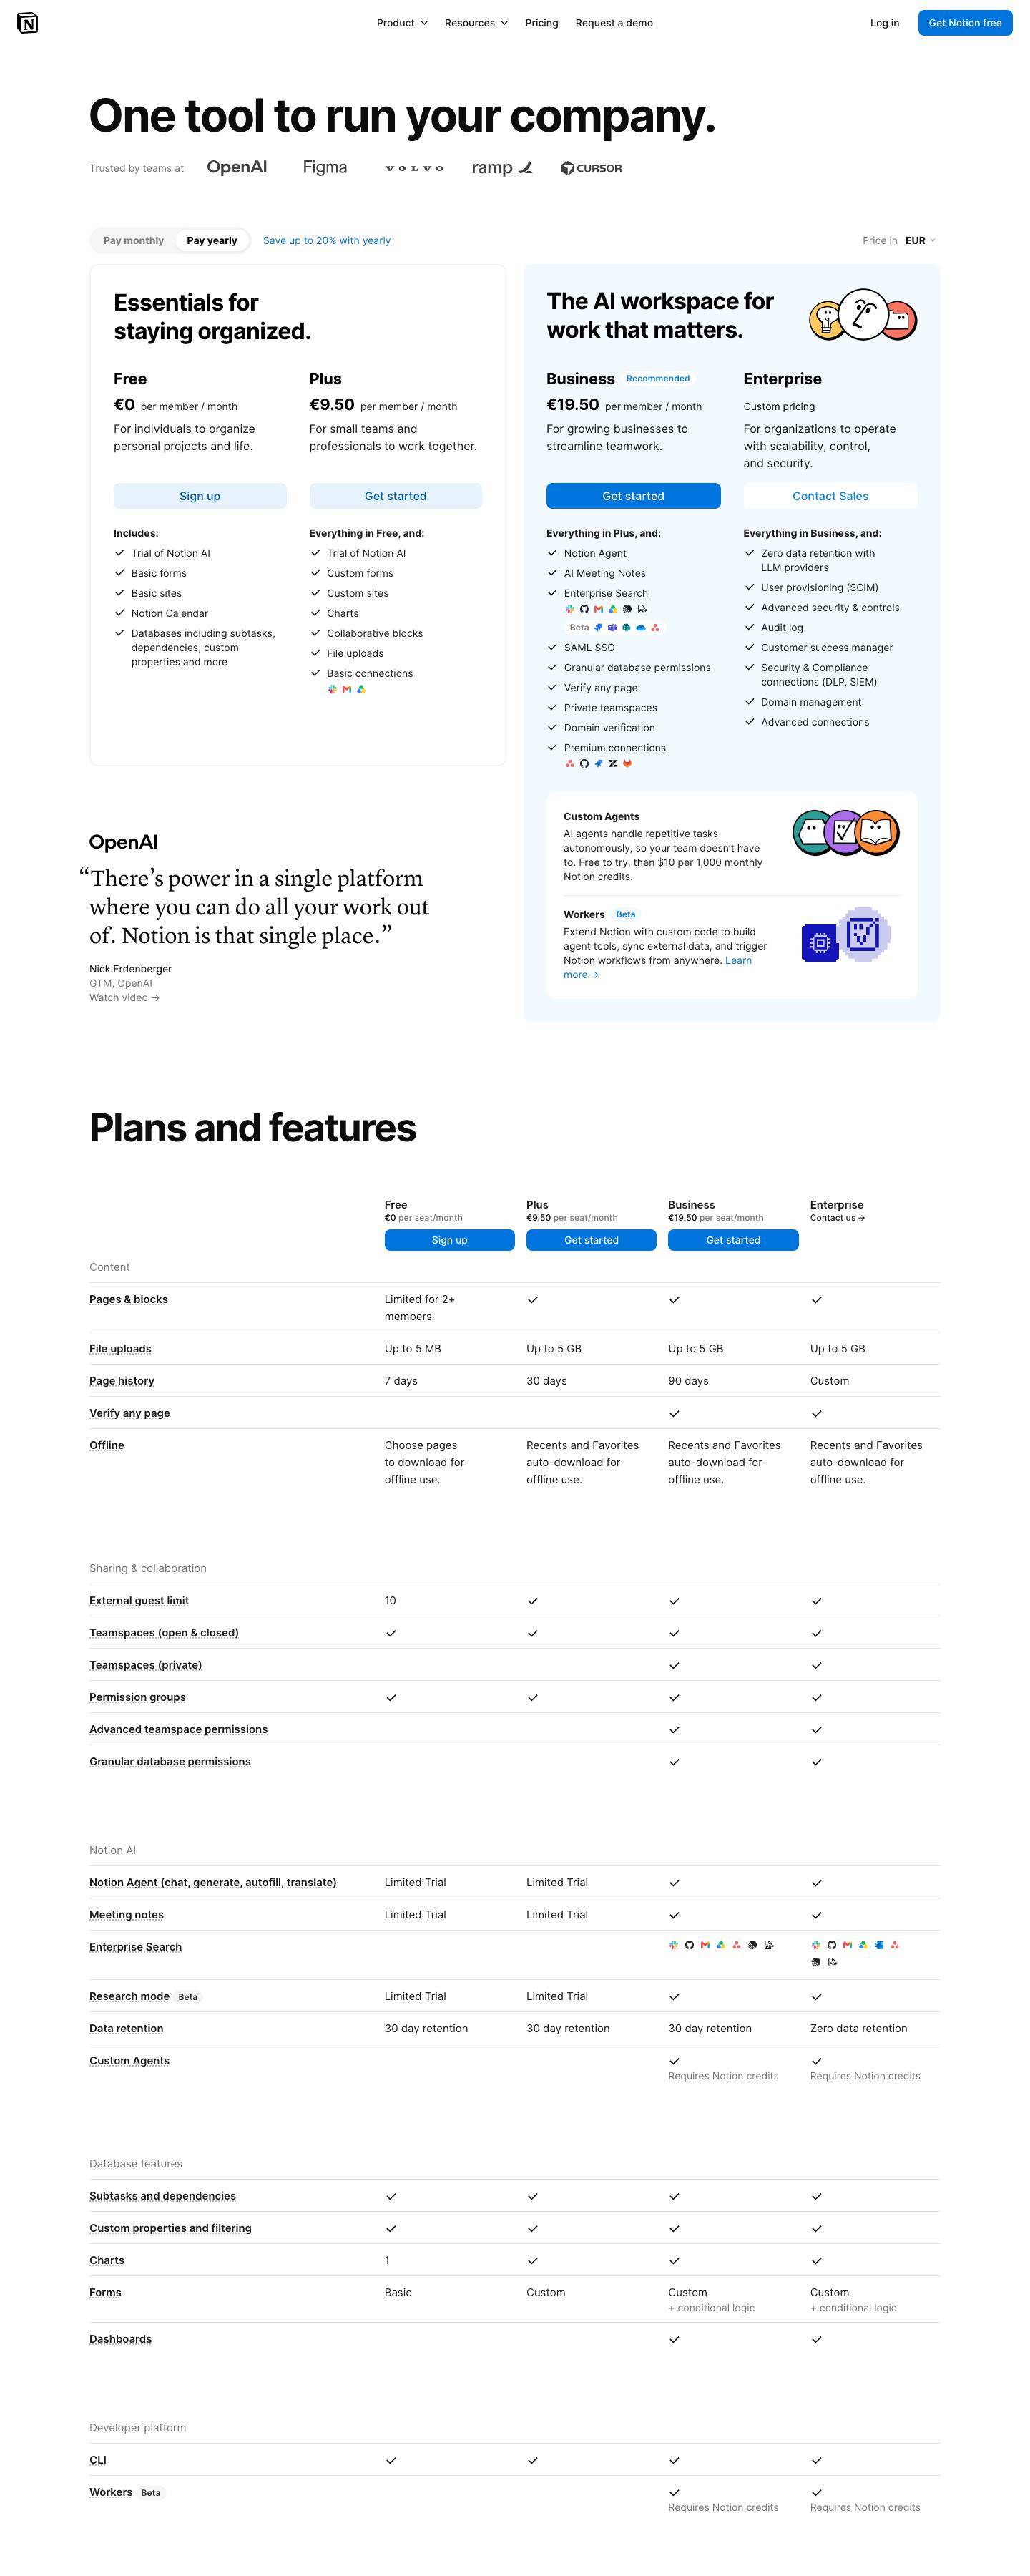 Product
Resources
Pricing
Request a demo
Log in
Get Notion free
One tool to run your company.
Trusted by teams at
OpenAI
Figma
VOLVO
ramp
CURSOR
Pay monthly
Pay yearly
Save up to 20% with yearly
Price in EUR
Essentials for
staying organized.
Free
€0 per member / month
For individuals to organize
personal projects and life.
Sign up
Includes:
Trial of Notion AI
Basic forms
Basic sites
Notion Calendar
Databases including subtasks,
dependencies, custom
properties and more
Plus
€9.50 per member / month
For small teams and
professionals to work together.
Get started
Everything in Free, and:
Trial of Notion AI
Custom forms
Custom sites
Charts
Collaborative blocks
File uploads
Basic connections
The AI workspace for
work that matters.
Business Recommended
€19.50 per member / month
For growing businesses to
streamline teamwork.
Get started
Everything in Plus, and:
Notion Agent
AI Meeting Notes
Enterprise Search
Beta
SAML SSO
Granular database permissions
Verify any page
Private teamspaces
Domain verification
Premium connections
Enterprise
Custom pricing
For organizations to operate
with scalability, control,
and security.
Contact Sales
Everything in Business, and:
Zero data retention with
LLM providers
User provisioning (SCIM)
Advanced security & controls
Audit log
Customer success manager
Security & Compliance
connections (DLP, SIEM)
Domain management
Advanced connections
Custom Agents
AI agents handle repetitive tasks
autonomously, so your team doesn’t have
to. Free to try, then $10 per 1,000 monthly
Notion credits.
Workers Beta
Extend Notion with custom code to build
agent tools, sync external data, and trigger
Notion workflows from anywhere. Learn
more →
OpenAI
“There’s power in a single platform
where you can do all your work out
of. Notion is that single place.”
Nick Erdenberger
GTM, OpenAI
Watch video →
Plans and features
Free
€0 per seat/month
Sign up
Plus
€9.50 per seat/month
Get started
Business
€19.50 per seat/month
Get started
Enterprise
Contact us →
Content
Pages & blocks
Limited for 2+
members
File uploads Up to 5 MB Up to 5 GB Up to 5 GB Up to 5 GB
Page history 7 days 30 days 90 days Custom
Verify any page
Offline
Choose pages
to download for
offline use.
Recents and Favorites
auto-download for
offline use.
Recents and Favorites
auto-download for
offline use.
Recents and Favorites
auto-download for
offline use.
Sharing & collaboration
External guest limit 10
Teamspaces (open & closed)
Teamspaces (private)
Permission groups
Advanced teamspace permissions
Granular database permissions
Notion AI
Notion Agent (chat, generate, autofill, translate) Limited Trial Limited Trial
Meeting notes Limited Trial Limited Trial
Enterprise Search
Research mode Beta Limited Trial Limited Trial
Data retention 30 day retention 30 day retention 30 day retention Zero data retention
Custom Agents
Requires Notion credits Requires Notion credits
Database features
Subtasks and dependencies
Custom properties and filtering
Charts 1
Forms Basic Custom Custom Custom
+ conditional logic + conditional logic
Dashboards
Developer platform
CLI
Workers Beta
Requires Notion credits Requires Notion credits